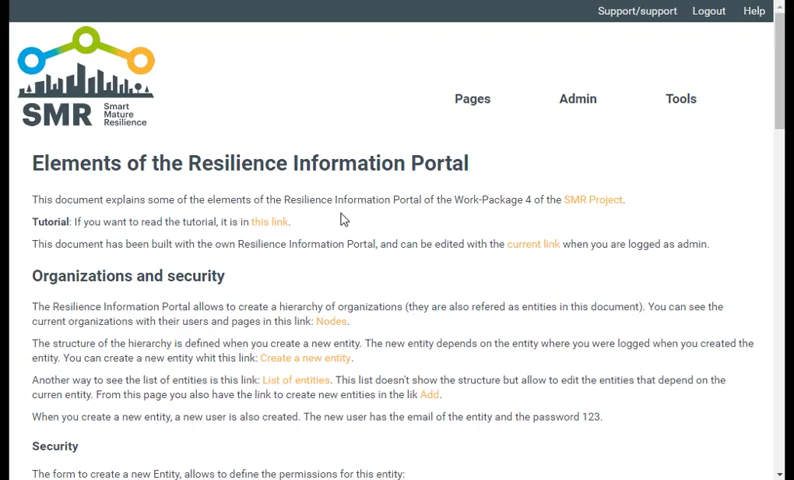 Support/support Logout Help
SMR Smart Mature Resilience
Pages Admin Tools
Elements of the Resilience Information Portal
This document explains some of the elements of the Resilience Information Portal of the Work-Package 4 of the SMR Project.
Tutorial: If you want to read the tutorial, it is in this link.
This document has been built with the own Resilience Information Portal, and can be edited with the current link when you are logged as admin.
Organizations and security
The Resilience Information Portal allows to create a hierarchy of organizations (they are also refered as entities in this document). You can see the
current organizations with their users and pages in this link: Nodes.
The structure of the hierarchy is defined when you create a new entity. The new entity depends on the entity where you were logged when you created the
entity. You can create a new entity whit this link: Create a new entity.
Another way to see the list of entities is this link: List of entities. This list doesn't show the structure but allow to edit the entities that depend on the
curren entity. From this page you also have the link to create new entities in the lik Add.
When you create a new entity, a new user is also created. The new user has the email of the entity and the password 123.
Security
The form to create a new Entity, allows to define the permissions for this entity: